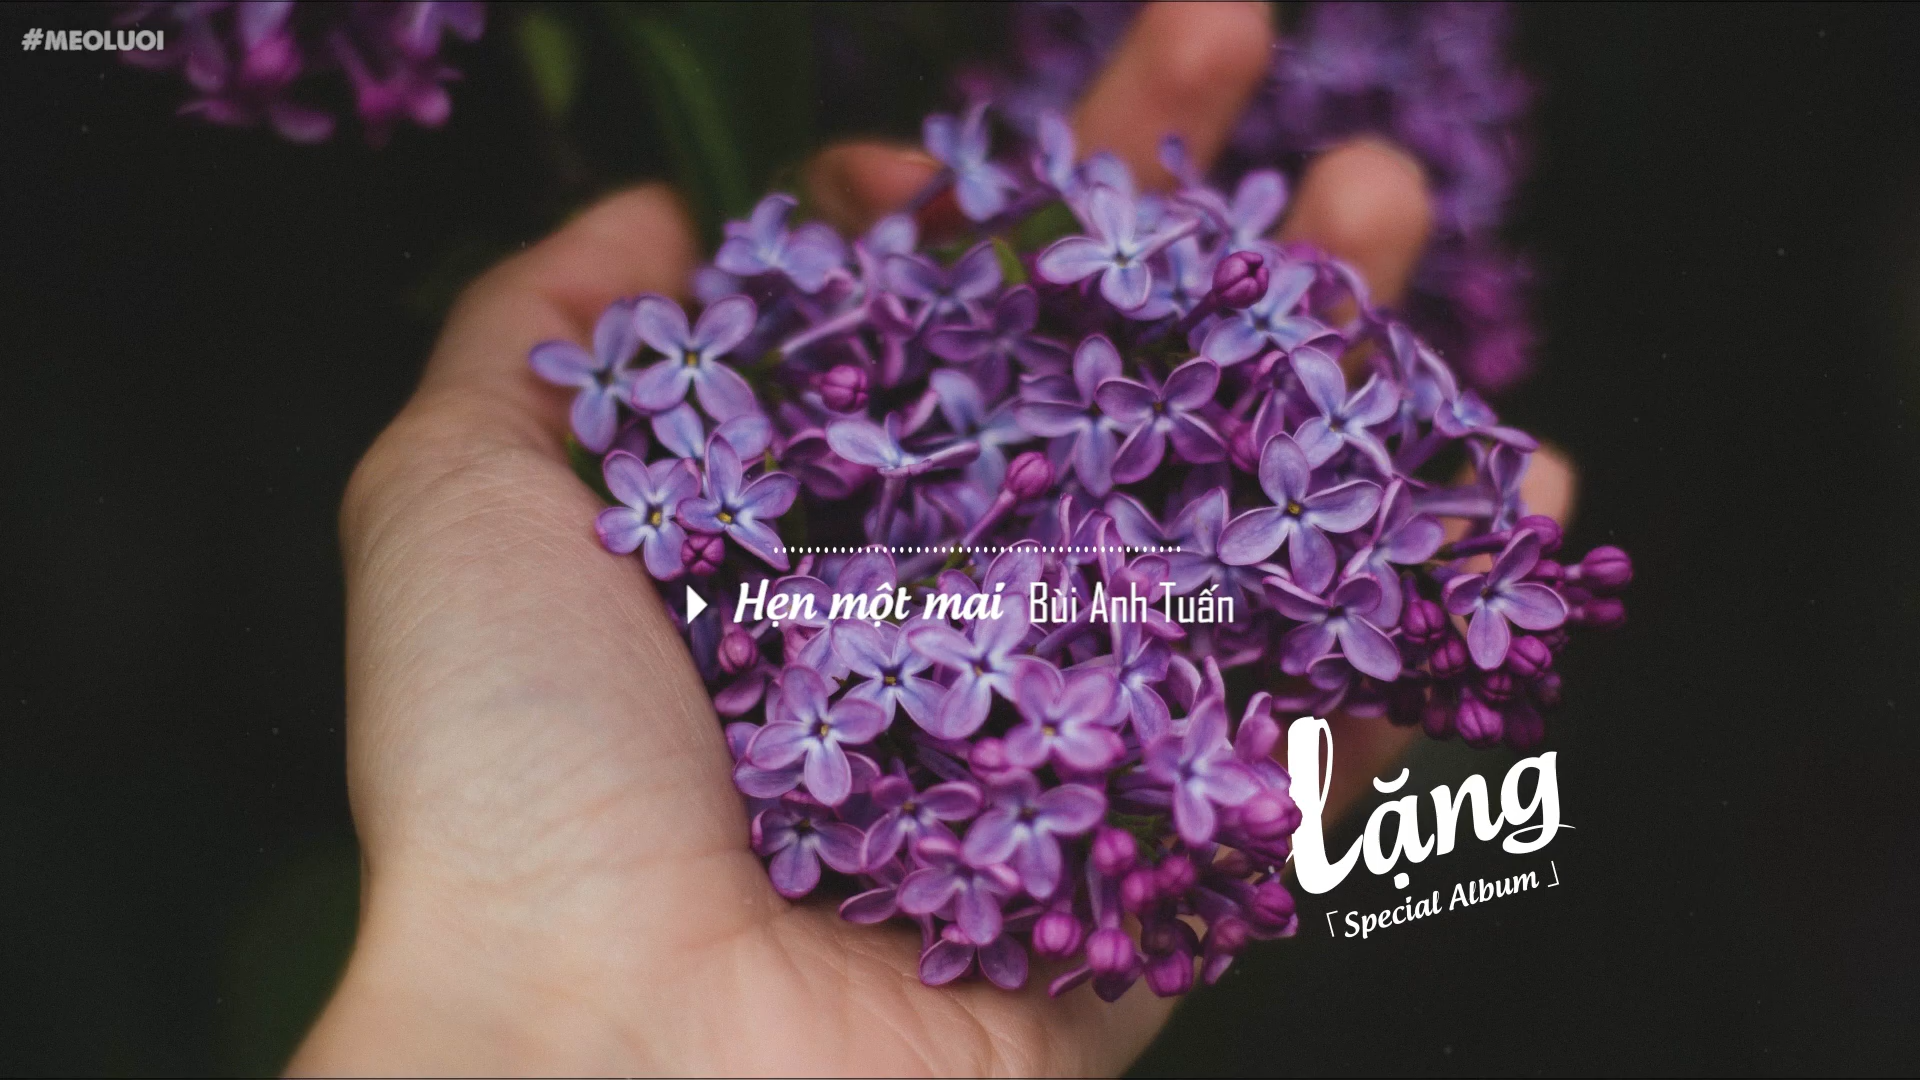 #MEOLUOI
Hẹn một mai Bùi Anh Tuấn
Lặng
「Special Album」